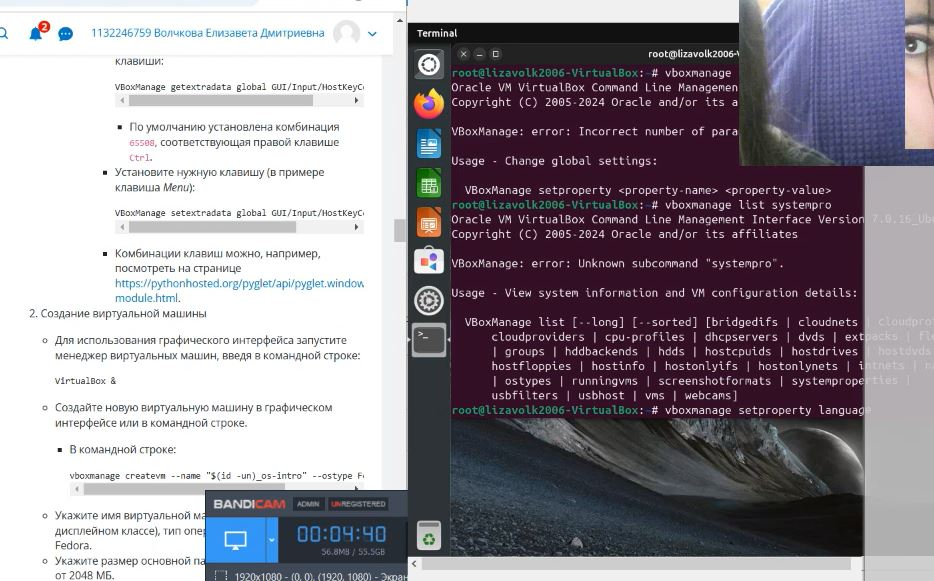 2
1132246759 Волчкова Елизавета Дмитриевна
клавиши:
VBoxManage getextradata global GUI/Input/HostKeyCo
По умолчанию установлена комбинация
65508, соответствующая правой клавише
Ctrl.
Установите нужную клавишу (в примере
клавиша Menu):
VBoxManage setextradata global GUI/Input/HostKeyCo
Комбинации клавиш можно, например,
посмотреть на странице
https://pythonhosted.org/pyglet/api/pyglet.window
module.html.
2. Создание виртуальной машины
Для использования графического интерфейса запустите
менеджер виртуальных машин, введя в командной строке:
VirtualBox &
Создайте новую виртуальную машину в графическом
интерфейсе или в командной строке.
В командной строке:
vboxmanage createvm --name "$(id -un)_os-intro" --ostype Fe
Укажите имя виртуальной ма
дисплейном классе), тип опер
Fedora.
Укажите размер основной па
от 2048 МБ.
BANDICAM ADMIN UNREGISTERED
00:04:40
56.8MB / 55.5GB
1920x1080 - (0, 0), (1920, 1080) - Экран
Terminal
root@lizavolk2006-V
root@lizavolk2006-VirtualBox:~# vboxmanage
Oracle VM VirtualBox Command Line Managemen
Copyright (C) 2005-2024 Oracle and/or its a
VBoxManage: error: Incorrect number of para
Usage - Change global settings:
VBoxManage setproperty <property-name> <property-value>
root@lizavolk2006-VirtualBox:~# vboxmanage list systempro
Oracle VM VirtualBox Command Line Management Interface Version 7.0.16_Ubu
Copyright (C) 2005-2024 Oracle and/or its affiliates
VBoxManage: error: Unknown subcommand "systempro".
Usage - View system information and VM configuration details:
VBoxManage list [--long] [--sorted] [bridgedifs | cloudnets | cloudpro
cloudproviders | cpu-profiles | dhcpservers | dvds | extpacks | fl
| groups | hddbackends | hdds | hostcpuids | hostdrives | hostdvds
hostfloppies | hostinfo | hostonlyifs | hostonlynets | intnets | na
| ostypes | runningvms | screenshotformats | systemproperties |
usbfilters | usbhost | vms | webcams]
root@lizavolk2006-VirtualBox:~# vboxmanage setproperty language